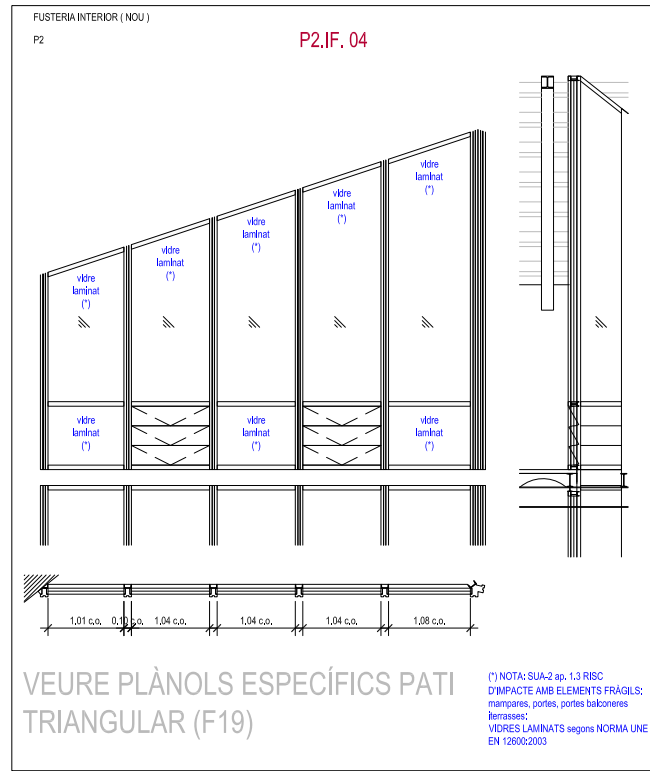 FUSTERIA INTERIOR ( NOU )
P2
P2.IF. 04
vidre
laminat
(*)
vidre
laminat
(*)
vidre
laminat
(*)
vidre
laminat
(*)
vidre
laminat
(*)
vidre
laminat
(*)
vidre
laminat
(*)
vidre
laminat
(*)
1,01 c.o. 0,10 c.o. 1,04 c.o. 1,04 c.o. 1,04 c.o. 1,08 c.o.
VEURE PLÀNOLS ESPECÍFICS PATI
TRIANGULAR (F19)
(*) NOTA: SUA-2 ap. 1.3 RISC
D'IMPACTE AMB ELEMENTS FRÀGILS:
mampares, portes, portes balconeres
iterrasses:
VIDRES LAMINATS segons NORMA UNE
EN 12600:2003